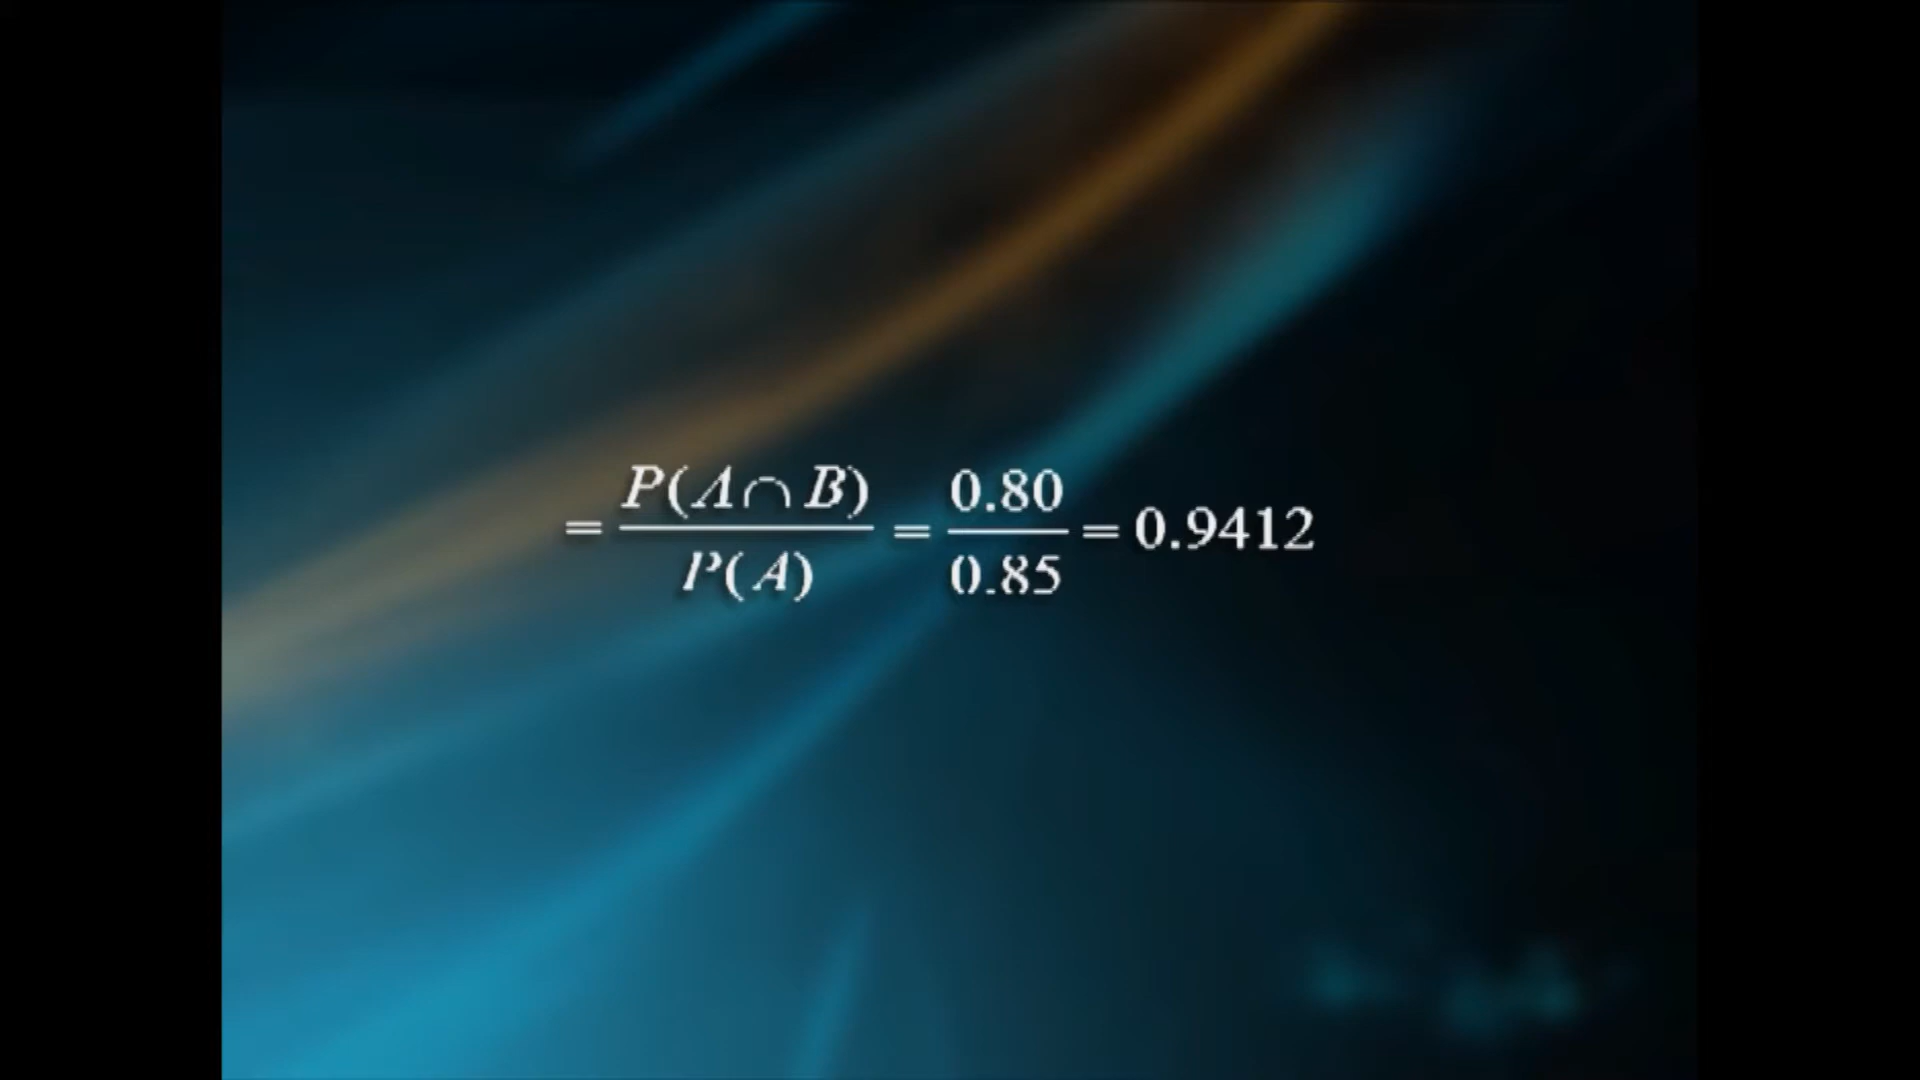 = P(A∩B) / P(A) = 0.80 / 0.85 = 0.9412